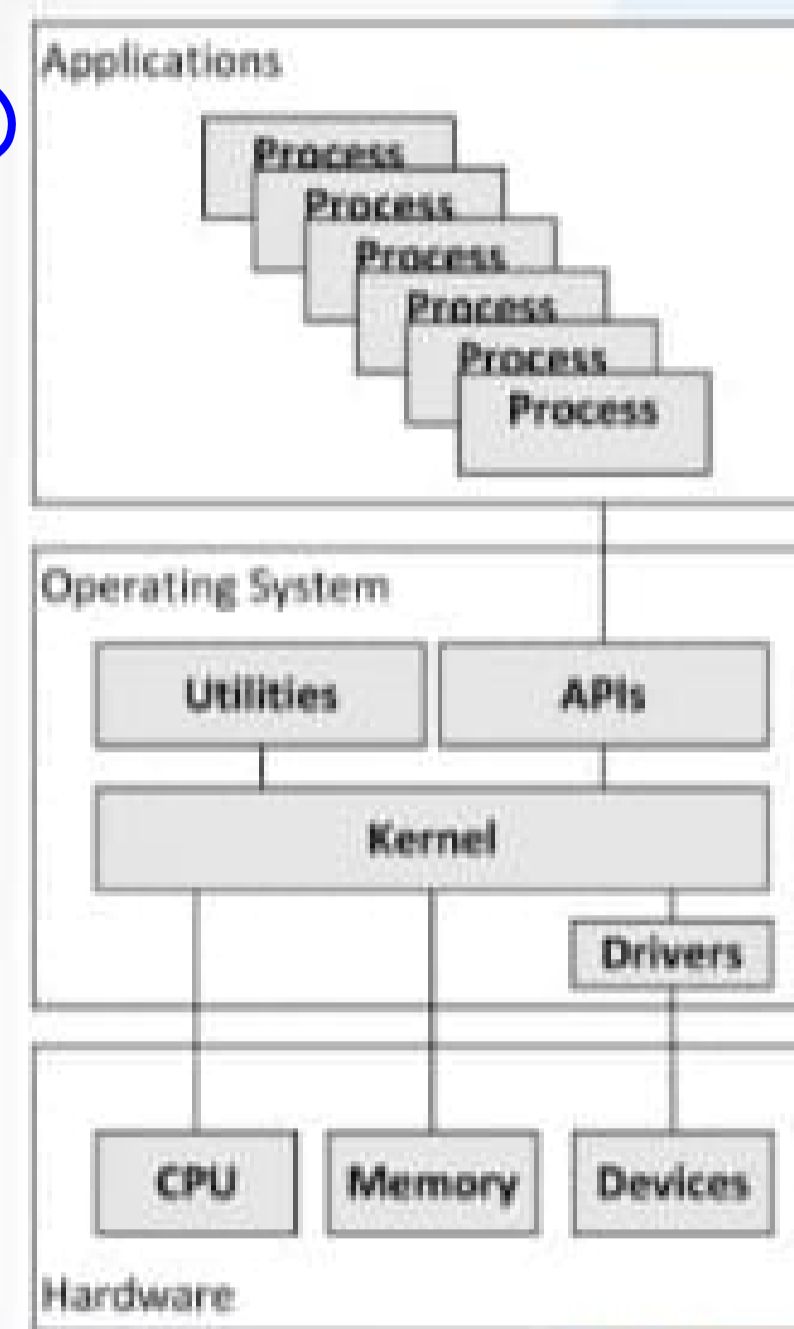 Applications
Process
Process
Process
Process
Process
Process
Operating System
Utilities APIs
Kernel
Drivers
CPU Memory Devices
Hardware